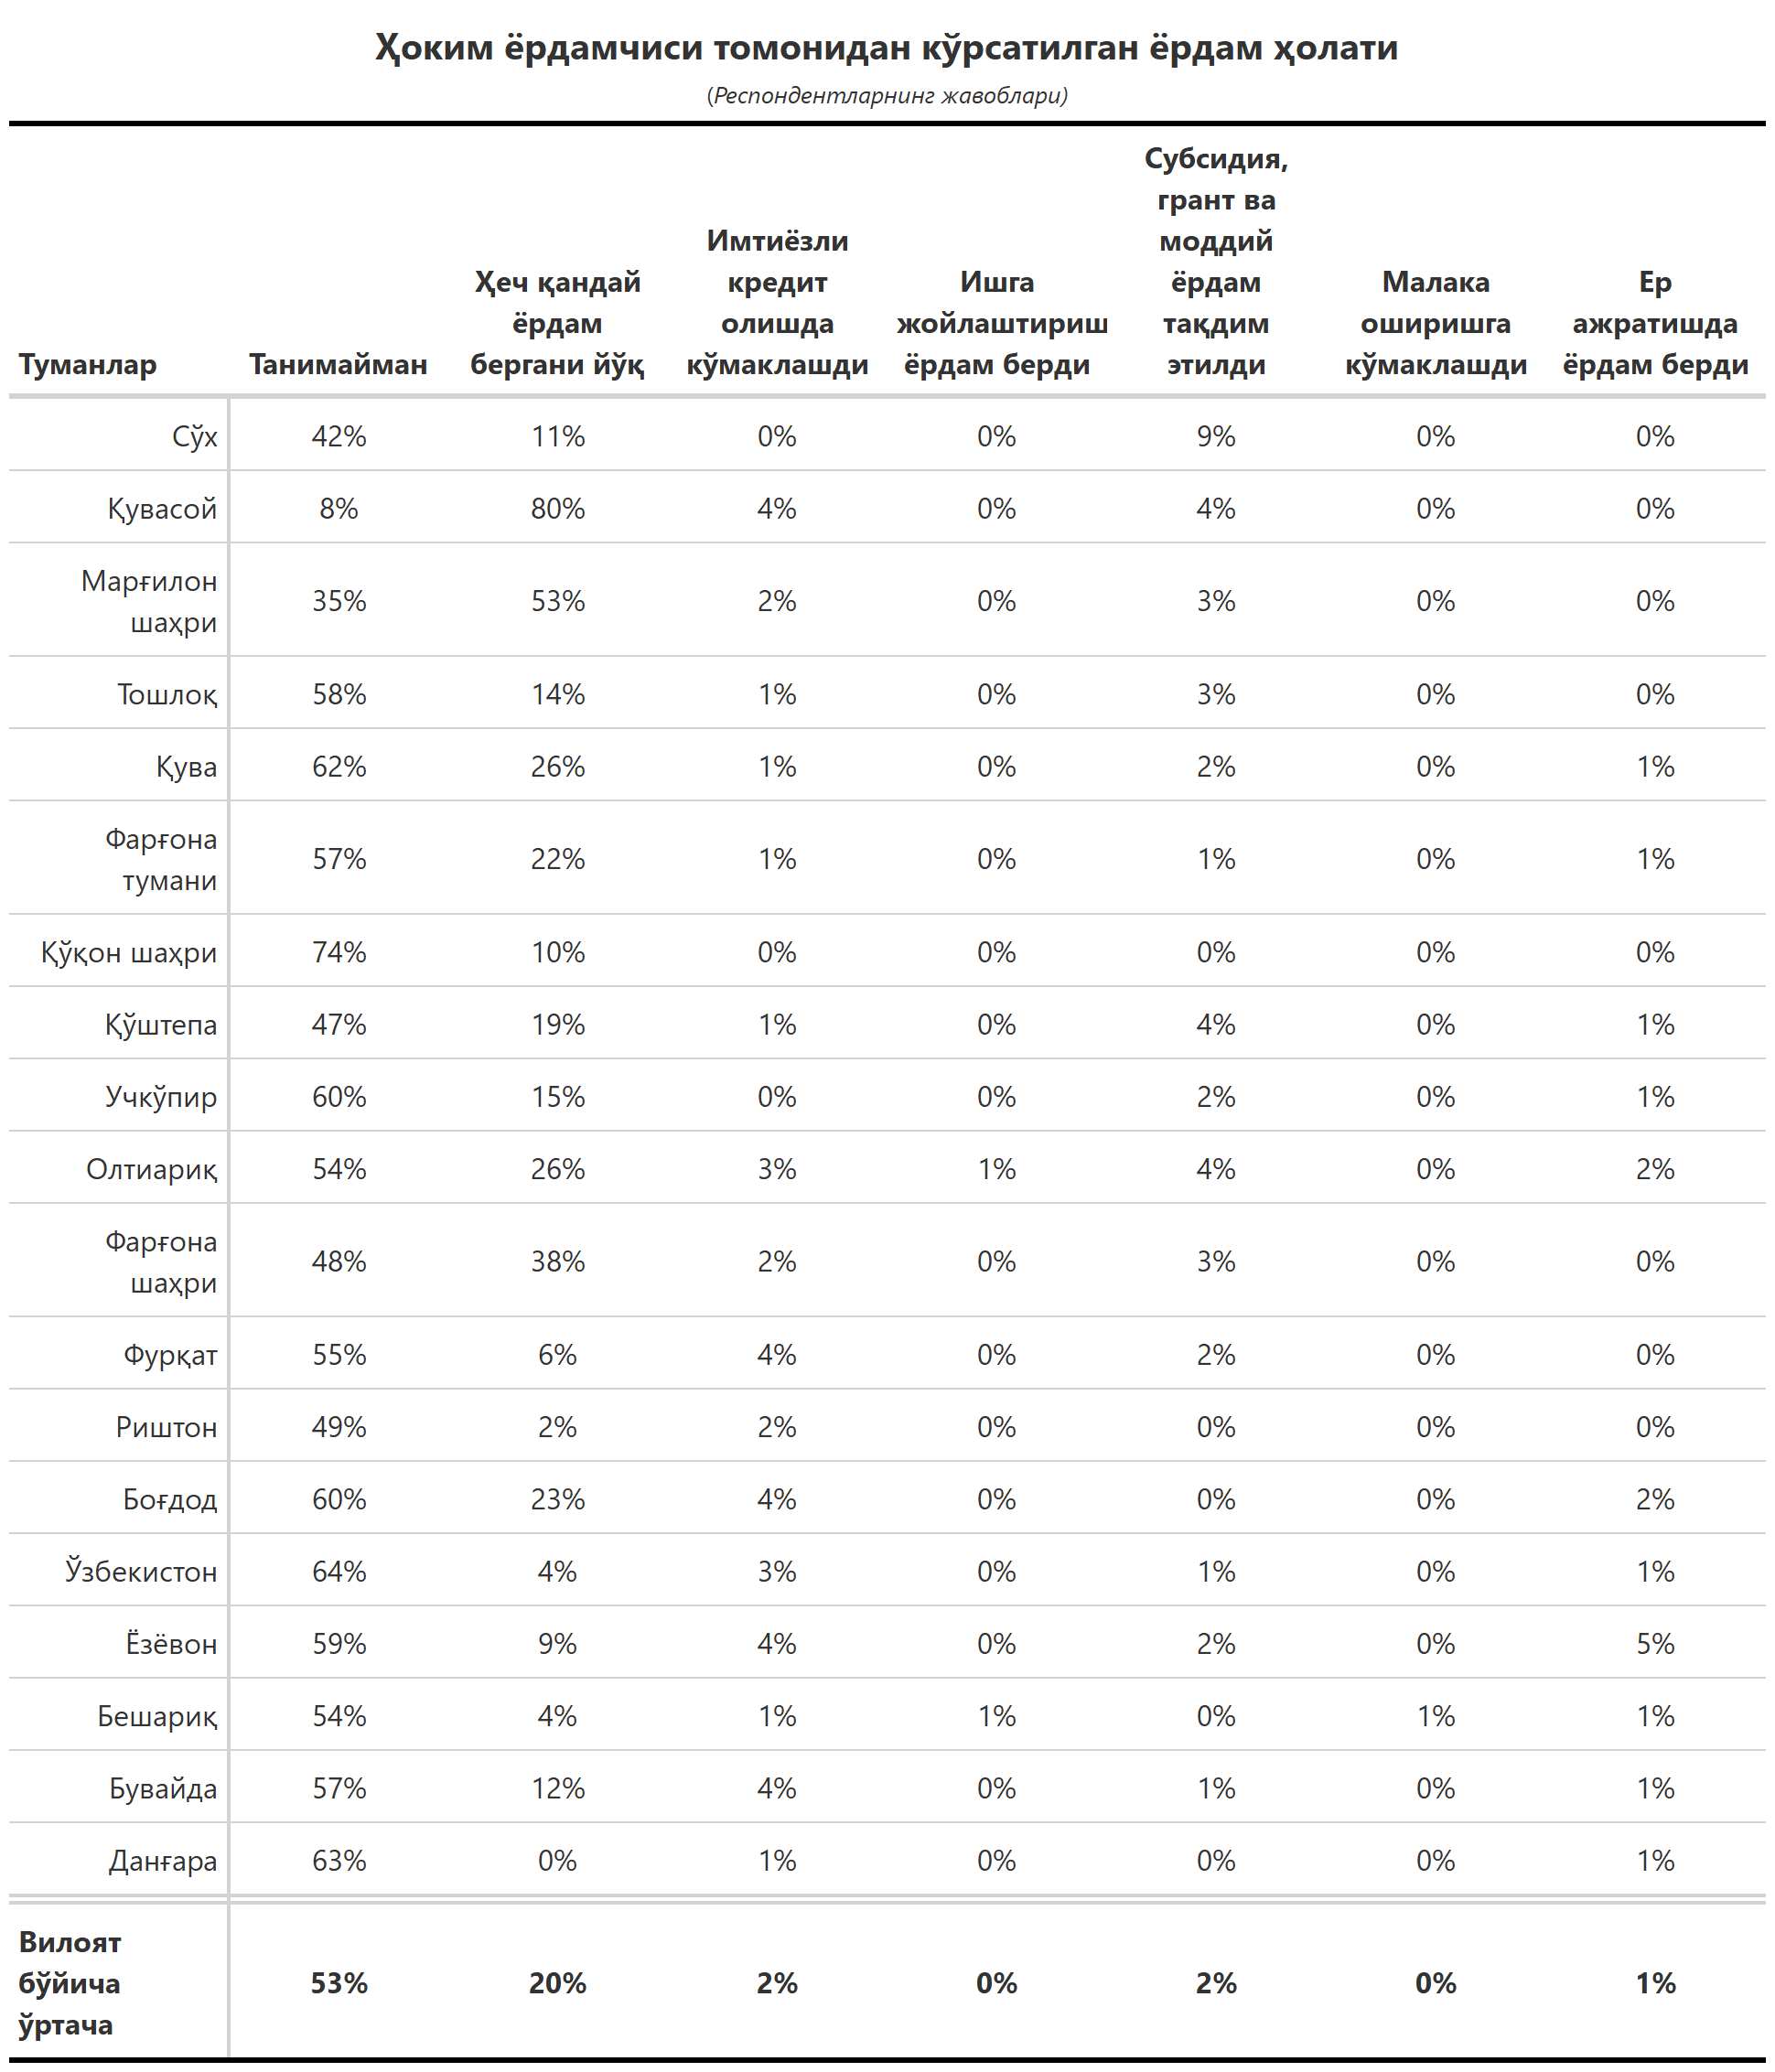 Ҳоким ёрдамчиси томонидан кўрсатилган ёрдам ҳолати
(Респондентларнинг жавоблари)
Туманлар Танимайман Ҳеч қандай ёрдам бергани йўқ Имтиёзли кредит олишда кўмаклашди Ишга жойлаштириш ёрдам берди Субсидия, грант ва моддий ёрдам тақдим этилди Малака оширишга кўмаклашди Ер ажратишда ёрдам берди
Сўх 42% 11% 0% 0% 9% 0% 0%
Қувасой 8% 80% 4% 0% 4% 0% 0%
Марғилон шаҳри 35% 53% 2% 0% 3% 0% 0%
Тошлоқ 58% 14% 1% 0% 3% 0% 0%
Қува 62% 26% 1% 0% 2% 0% 1%
Фарғона тумани 57% 22% 1% 0% 1% 0% 1%
Қўқон шаҳри 74% 10% 0% 0% 0% 0% 0%
Қўштепа 47% 19% 1% 0% 4% 0% 1%
Учкўпир 60% 15% 0% 0% 2% 0% 1%
Олтиариқ 54% 26% 3% 1% 4% 0% 2%
Фарғона шаҳри 48% 38% 2% 0% 3% 0% 0%
Фурқат 55% 6% 4% 0% 2% 0% 0%
Риштон 49% 2% 2% 0% 0% 0% 0%
Боғдод 60% 23% 4% 0% 0% 0% 2%
Ўзбекистон 64% 4% 3% 0% 1% 0% 1%
Ёзёвон 59% 9% 4% 0% 2% 0% 5%
Бешариқ 54% 4% 1% 1% 0% 1% 1%
Бувайда 57% 12% 4% 0% 1% 0% 1%
Данғара 63% 0% 1% 0% 0% 0% 1%
Вилоят бўйича ўртача 53% 20% 2% 0% 2% 0% 1%